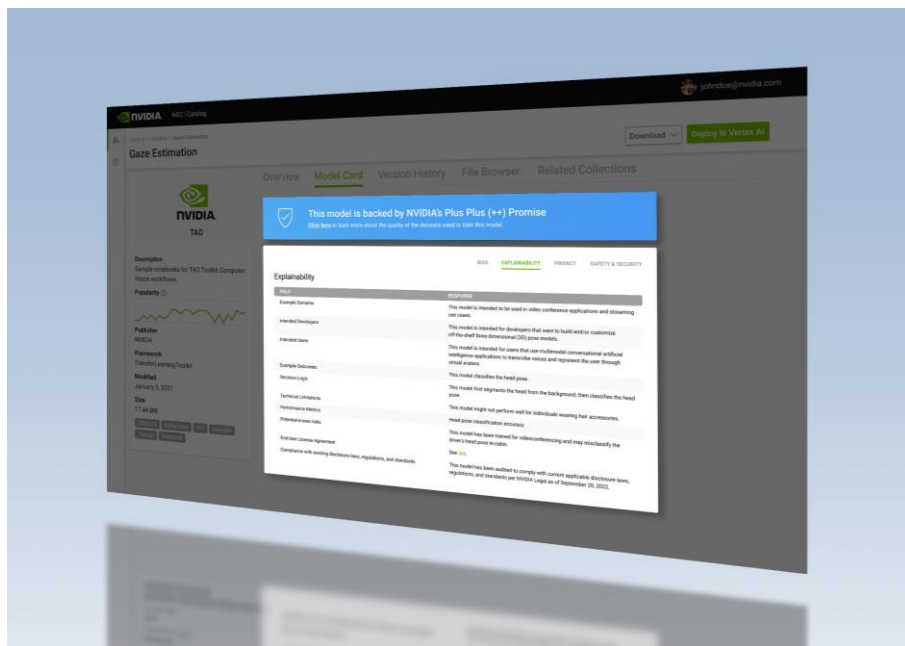 NVIDIA NGC | Catalog
johndoe@nvidia.com
Catalog > Models > Gaze Estimation
Gaze Estimation
Download
Deploy to Vertex AI
Overview Model Card Version History File Browser Related Collections
NVIDIA
TAO
Description
Sample notebooks for TAO Toolkit Computer
Vision workflows.
Popularity
Publisher
NVIDIA
Framework
TransferLearningToolkit
Modified
January 5, 2021
Size
17.44 MB
This model is backed by NVIDIA's Plus Plus (++) Promise
Click here to learn more about the quality of the datasets used to train this model.
BIAS EXPLAINABILITY PRIVACY SAFETY & SECURITY
Explainability
FIELD RESPONSE
Example Domains This model is intended to be used in video conference applications and streaming
use cases.
Intended Developers This model is intended for developers that want to build and/or customize
off-the-shelf three dimensional (3D) pose models.
Intended Users This model is intended for users that use multimodal conversational artificial
intelligence applications to transcribe voices and represent the user through
virtual avatars.
Example Outcomes This model classifies the head pose.
Decision Logic This model first segments the head from the background, then classifies the head
pose.
Technical Limitations This model might not perform well for individuals wearing hair accessories.
Performance Metrics Head pose classification accuracy
Potential known risks This model has been trained for videoconferencing and may misclassify the
driver's head pose in-cabin.
End User License Agreement See
Compliance with existing disclosure laws, regulations, and standards This model has been audited to comply with current applicable disclosure laws,
regulations, and standards per NVIDIA Legal as of September 20, 2022.